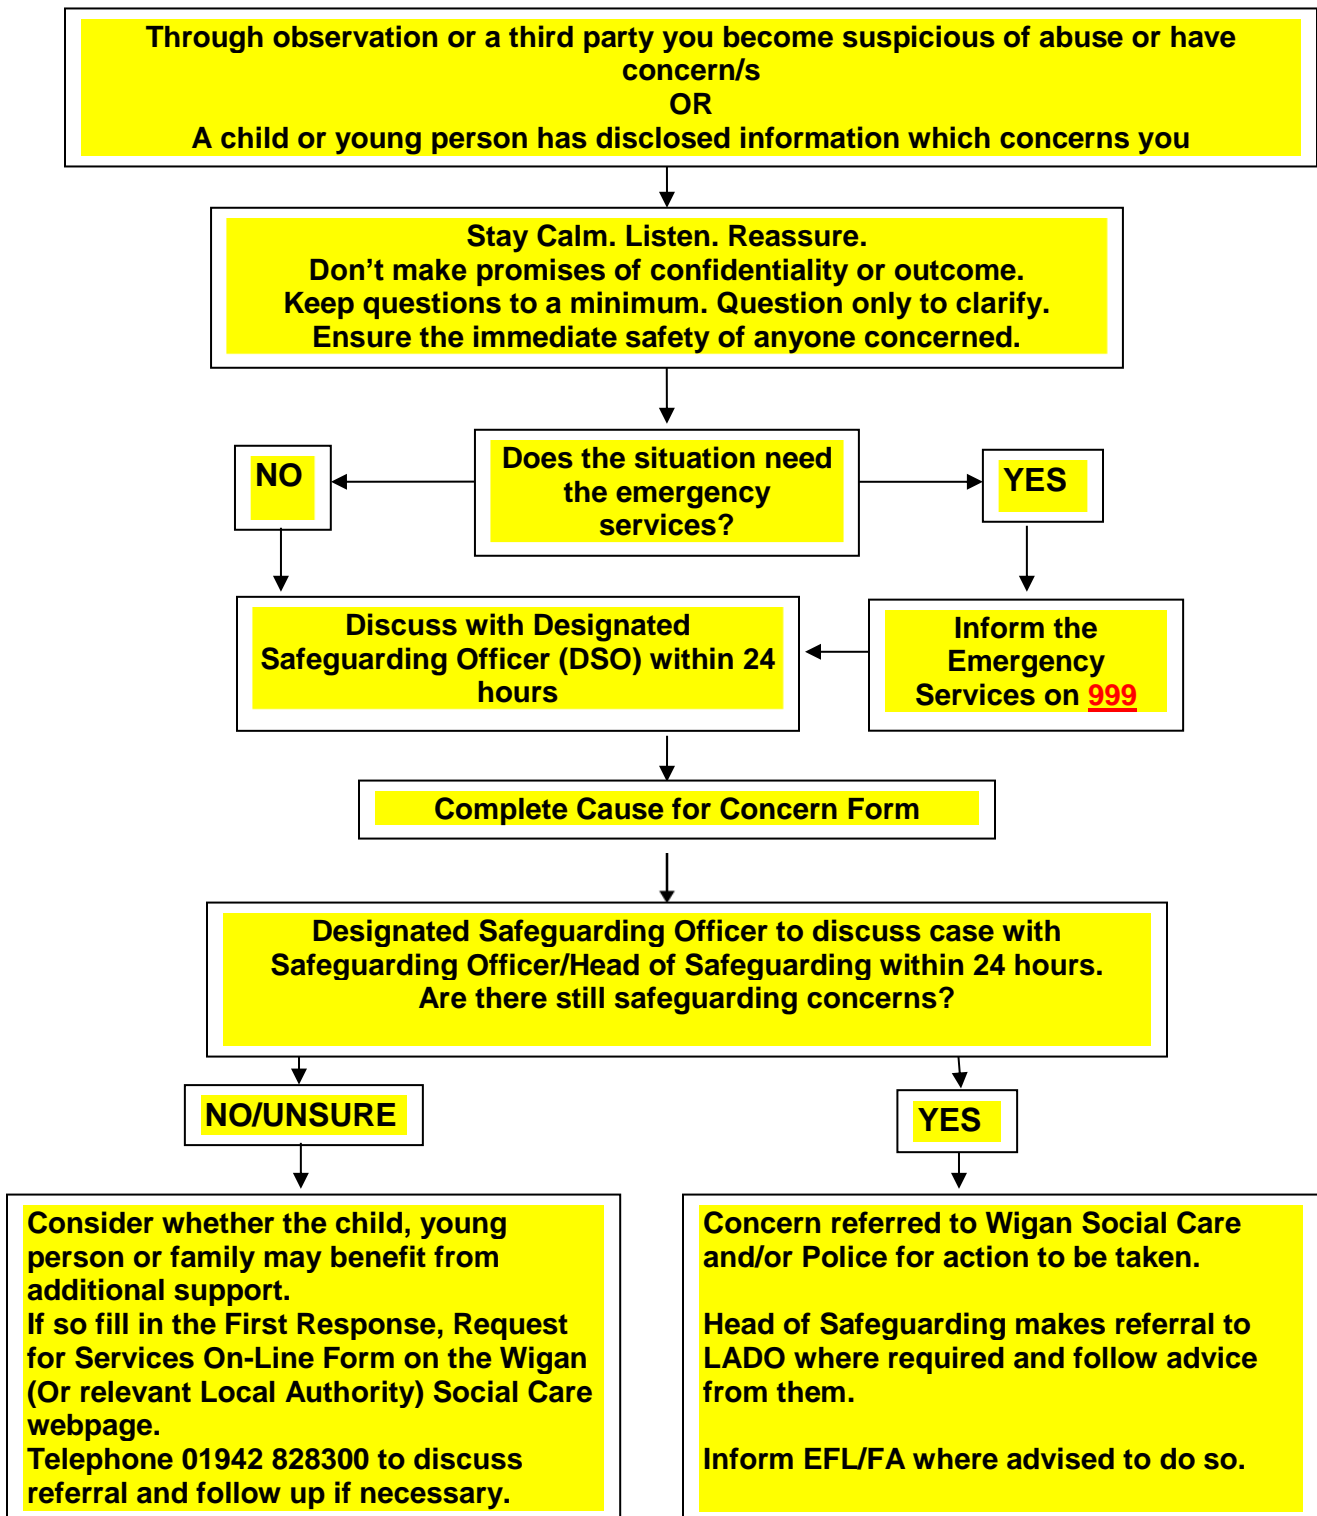 Through observation or a third party you become suspicious of abuse or have
concern/s
OR
A child or young person has disclosed information which concerns you
Stay Calm. Listen. Reassure.
Don’t make promises of confidentiality or outcome.
Keep questions to a minimum. Question only to clarify.
Ensure the immediate safety of anyone concerned.
NO
Does the situation need
the emergency
services?
YES
Discuss with Designated
Safeguarding Officer (DSO) within 24
hours
Inform the
Emergency
Services on 999
Complete Cause for Concern Form
Designated Safeguarding Officer to discuss case with
Safeguarding Officer/Head of Safeguarding within 24 hours.
Are there still safeguarding concerns?
NO/UNSURE
YES
Consider whether the child, young
person or family may benefit from
additional support.
If so fill in the First Response, Request
for Services On-Line Form on the Wigan
(Or relevant Local Authority) Social Care
webpage.
Telephone 01942 828300 to discuss
referral and follow up if necessary.
Concern referred to Wigan Social Care
and/or Police for action to be taken.
Head of Safeguarding makes referral to
LADO where required and follow advice
from them.
Inform EFL/FA where advised to do so.